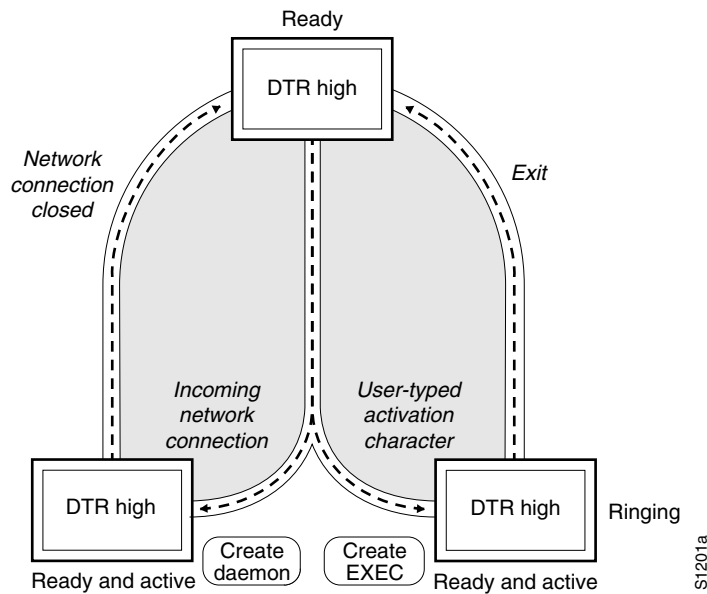 Ready
DTR high
Network
connection
closed
Exit
Incoming
network
connection
User-typed
activation
character
DTR high
DTR high
Ringing
Create
daemon
Create
EXEC
Ready and active
Ready and active
S1201a